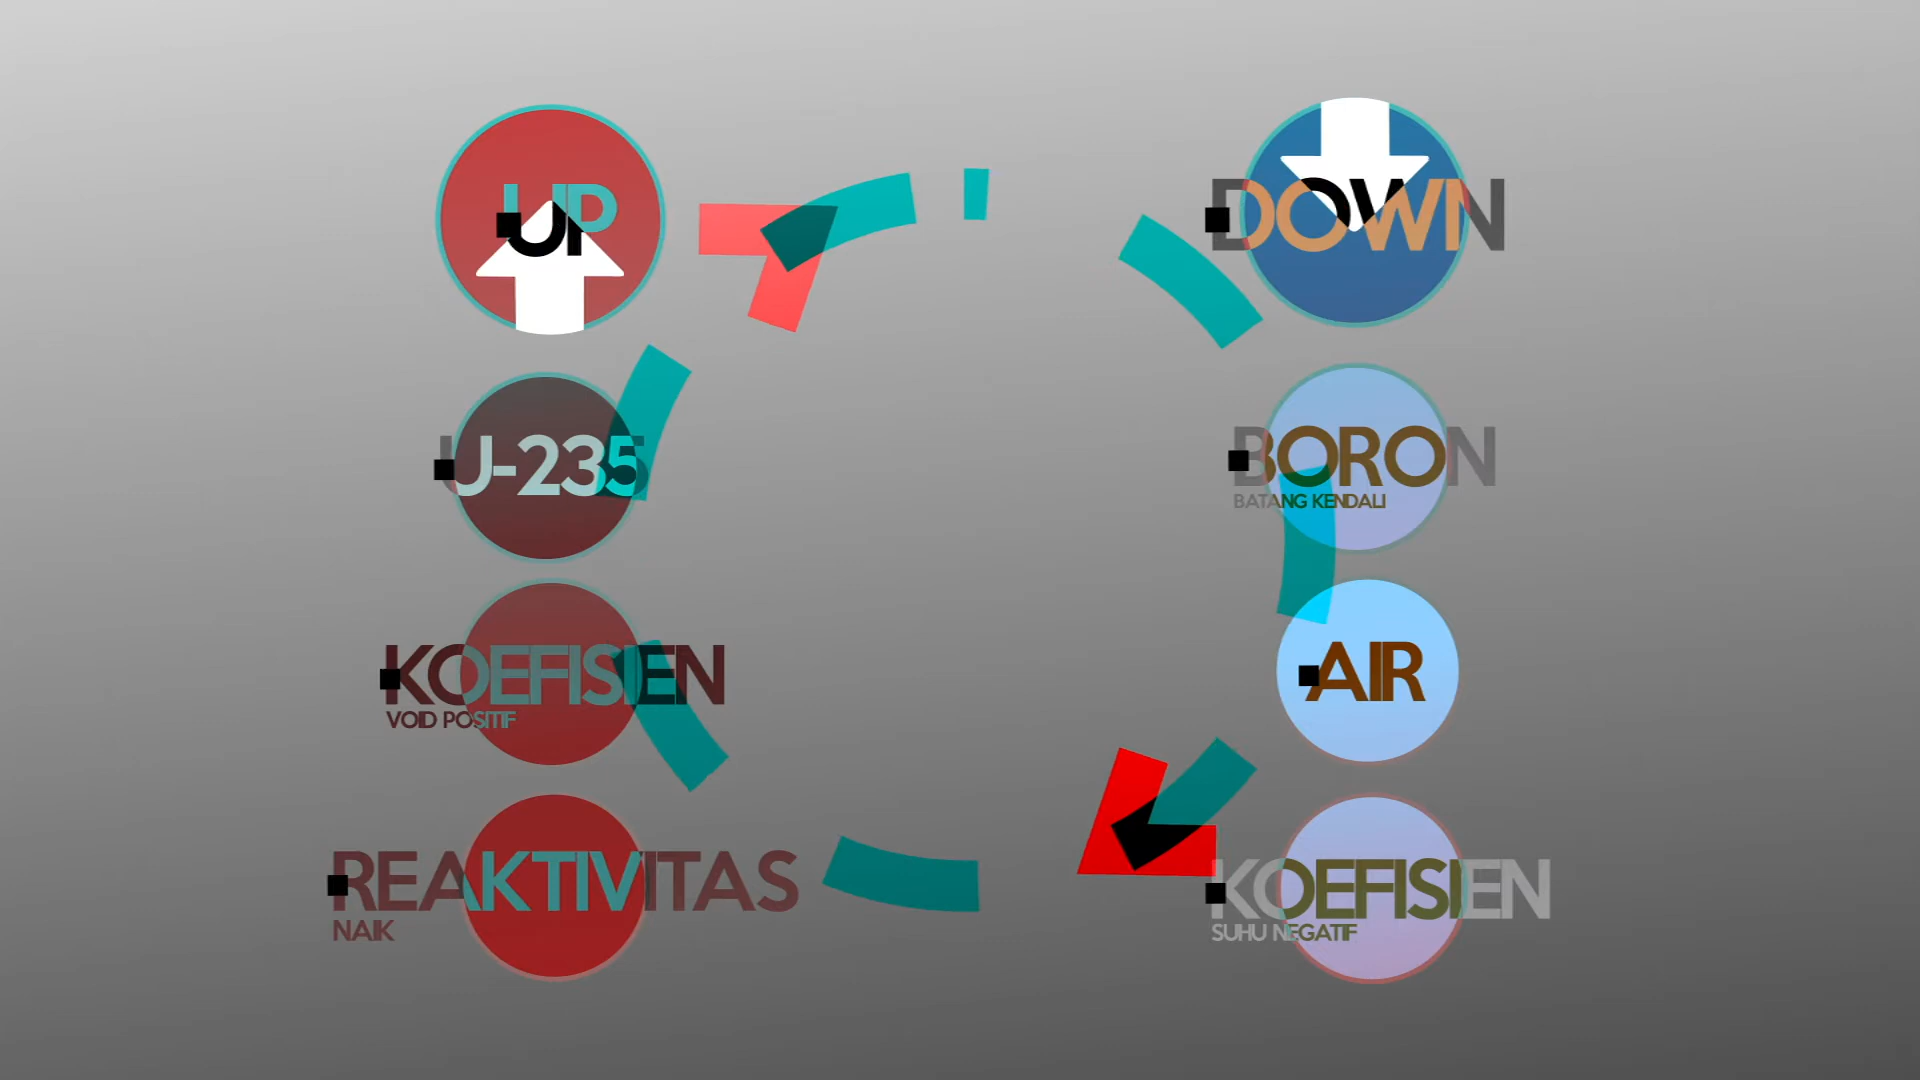 UP
U-235
KOEFISIEN
VOID POSITIF
REAKTIVITAS
NAIK
DOWN
BORON
BATANG KENDALI
AIR
KOEFISIEN
SUHU NEGATIF